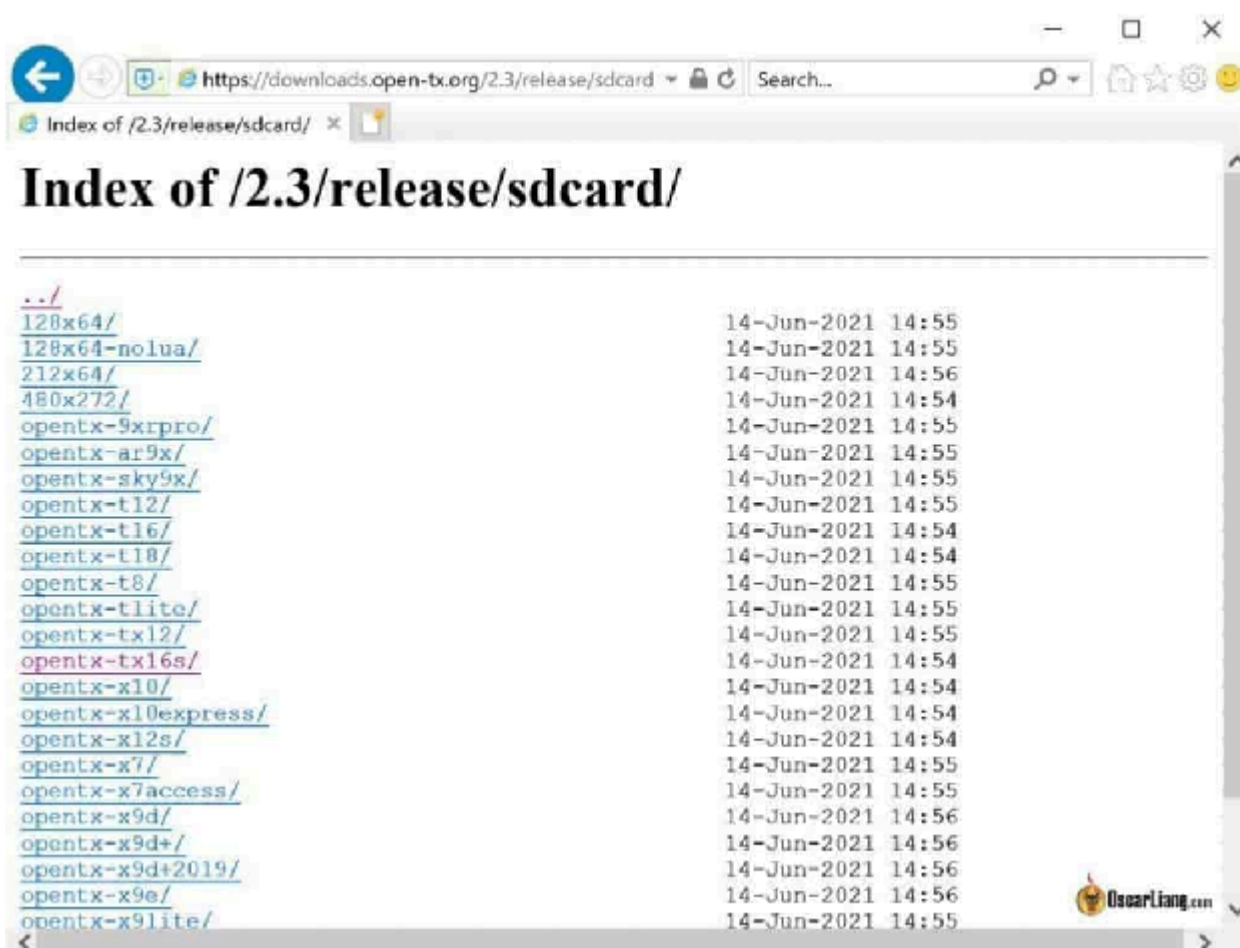 https://downloads.open-tx.org/2.3/release/sdcard
Search...
Index of /2.3/release/sdcard/
Index of /2.3/release/sdcard/
../
128x64/ 14-Jun-2021 14:55
128x64-nolua/ 14-Jun-2021 14:55
212x64/ 14-Jun-2021 14:56
480x272/ 14-Jun-2021 14:54
opentx-9xrpro/ 14-Jun-2021 14:55
opentx-ar9x/ 14-Jun-2021 14:55
opentx-sky9x/ 14-Jun-2021 14:55
opentx-t12/ 14-Jun-2021 14:55
opentx-t16/ 14-Jun-2021 14:54
opentx-t18/ 14-Jun-2021 14:54
opentx-t8/ 14-Jun-2021 14:55
opentx-tlite/ 14-Jun-2021 14:55
opentx-tx12/ 14-Jun-2021 14:55
opentx-tx16s/ 14-Jun-2021 14:54
opentx-x10/ 14-Jun-2021 14:54
opentx-x10express/ 14-Jun-2021 14:54
opentx-x12s/ 14-Jun-2021 14:54
opentx-x7/ 14-Jun-2021 14:55
opentx-x7access/ 14-Jun-2021 14:55
opentx-x9d/ 14-Jun-2021 14:56
opentx-x9d+/ 14-Jun-2021 14:56
opentx-x9d+2019/ 14-Jun-2021 14:56
opentx-x9e/ 14-Jun-2021 14:56
OscarLiang.com
opentx-x9lite/ 14-Jun-2021 14:55